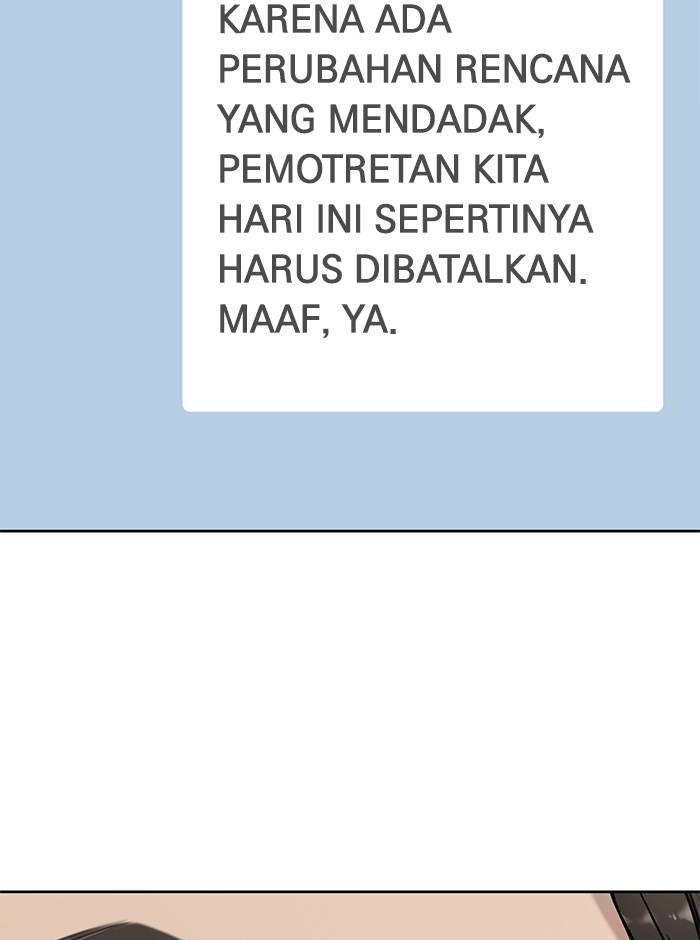 KARENA ADA
PERUBAHAN RENCANA
YANG MENDADAK,
PEMOTRETAN KITA
HARI INI SEPERTINYA
HARUS DIBATALKAN.
MAAF, YA.